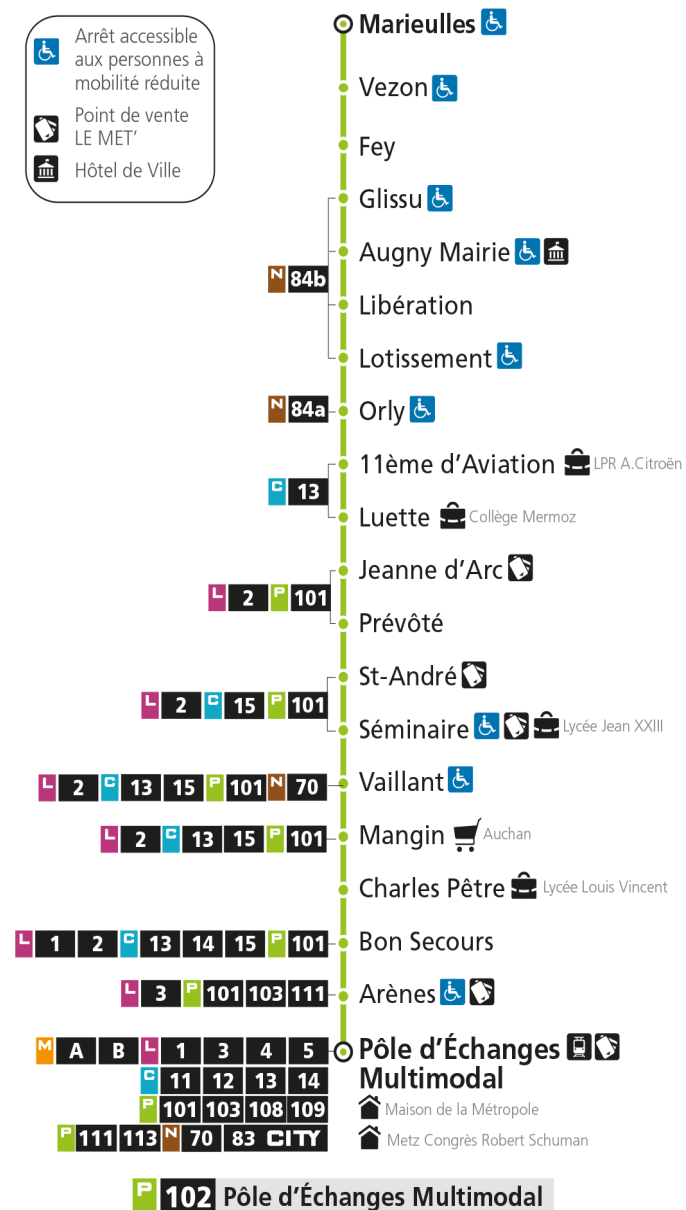 Arrêt accessible
aux personnes à
mobilité réduite
Point de vente
LE MET'
Hôtel de Ville
Marieulles
Vezon
Fey
Glissu
Augny Mairie
N 84b
Libération
Lotissement
N 84a Orly
11ème d'Aviation LPR A.Citroën
C 13
Luette Collège Mermoz
Jeanne d'Arc
L 2 P 101
Prévôté
St-André
L 2 C 15 P 101
Séminaire Lycée Jean XXIII
L 2 C 13 15 P 101 N 70 Vaillant
L 2 C 13 15 P 101 Mangin Auchan
Charles Pêtre Lycée Louis Vincent
L 1 2 C 13 14 15 P 101 Bon Secours
L 3 P 101 103 111 Arènes
M A B L 1 3 4 5 Pôle d'Échanges
C 11 12 13 14 Multimodal
P 101 103 108 109 Maison de la Métropole
P 111 113 N 70 83 CITY Metz Congrès Robert Schuman
P 102 Pôle d'Échanges Multimodal